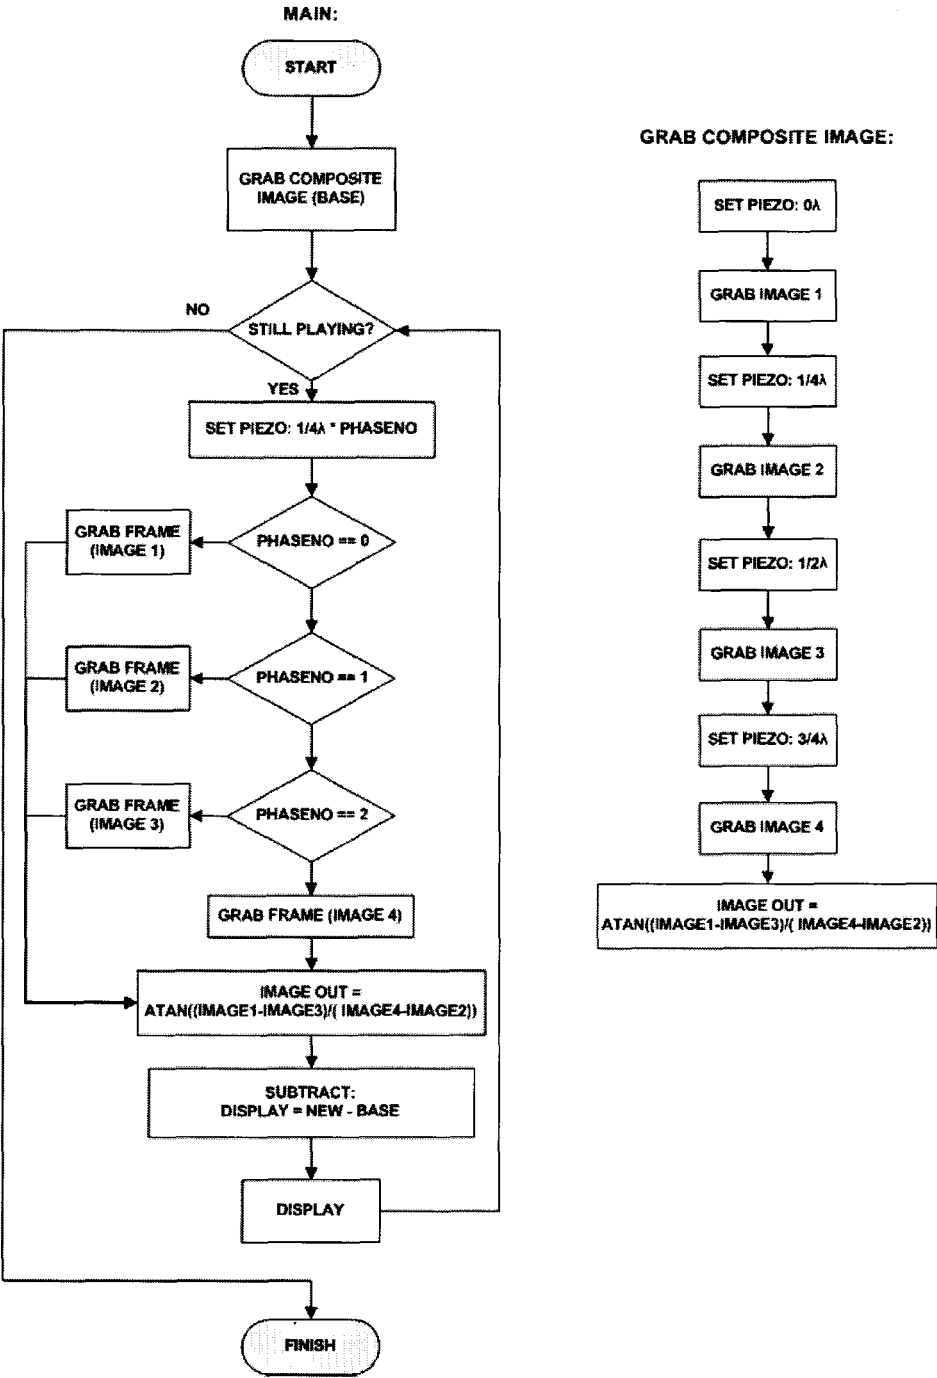 MAIN:
START
GRAB COMPOSITE
IMAGE (BASE)
STILL PLAYING?
NO
YES
SET PIEZO: 1/4λ * PHASENO
PHASENO == 0
GRAB FRAME
(IMAGE 1)
PHASENO == 1
GRAB FRAME
(IMAGE 2)
PHASENO == 2
GRAB FRAME
(IMAGE 3)
GRAB FRAME (IMAGE 4)
IMAGE OUT =
ATAN((IMAGE1-IMAGE3)/( IMAGE4-IMAGE2))
SUBTRACT:
DISPLAY = NEW - BASE
DISPLAY
FINISH
GRAB COMPOSITE IMAGE:
SET PIEZO: 0λ
GRAB IMAGE 1
SET PIEZO: 1/4λ
GRAB IMAGE 2
SET PIEZO: 1/2λ
GRAB IMAGE 3
SET PIEZO: 3/4λ
GRAB IMAGE 4
IMAGE OUT =
ATAN((IMAGE1-IMAGE3)/( IMAGE4-IMAGE2))